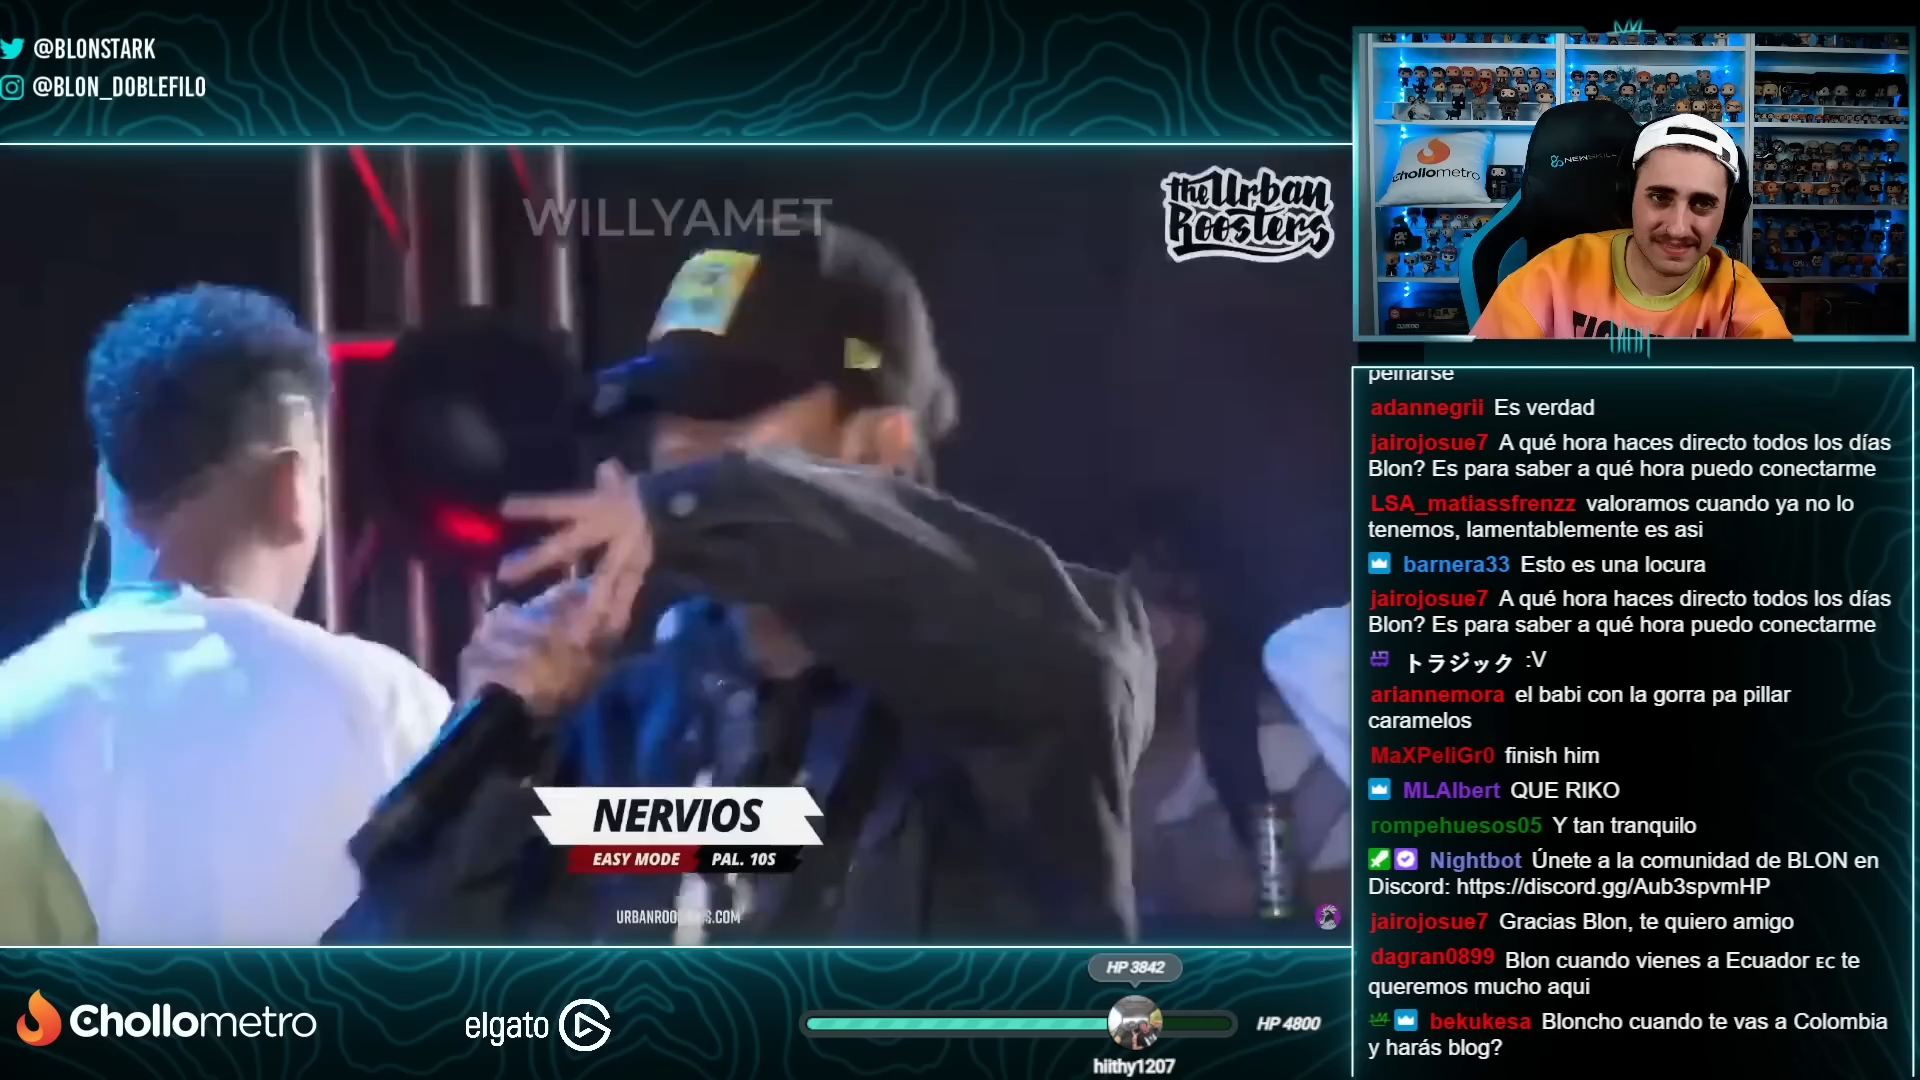 @BLONSTARK
@BLON_DOBLEFILO
WILLYAMET
the Urban
Roosters
NEWSKILL
chollometro
NERVIOS
EASY MODE PAL. 10S
Chollometro
elgato
HP 3842
HP 4800
hiithy1207
peinarse
adannegrii Es verdad
jairojosue7 A qué hora haces directo todos los días
Blon? Es para saber a qué hora puedo conectarme
LSA_matiassfrenzz valoramos cuando ya no lo
tenemos, lamentablemente es asi
barnera33 Esto es una locura
jairojosue7 A qué hora haces directo todos los días
Blon? Es para saber a qué hora puedo conectarme
トラジック :V
ariannemora el babi con la gorra pa pillar
caramelos
MaXPeliGr0 finish him
MLAlbert QUE RIKO
rompehuesos05 Y tan tranquilo
Nightbot Únete a la comunidad de BLON en
Discord: https://discord.gg/Aub3spvmHP
jairojosue7 Gracias Blon, te quiero amigo
dagran0899 Blon cuando vienes a Ecuador EC te
queremos mucho aqui
bekukesa Bloncho cuando te vas a Colombia
y harás blog?